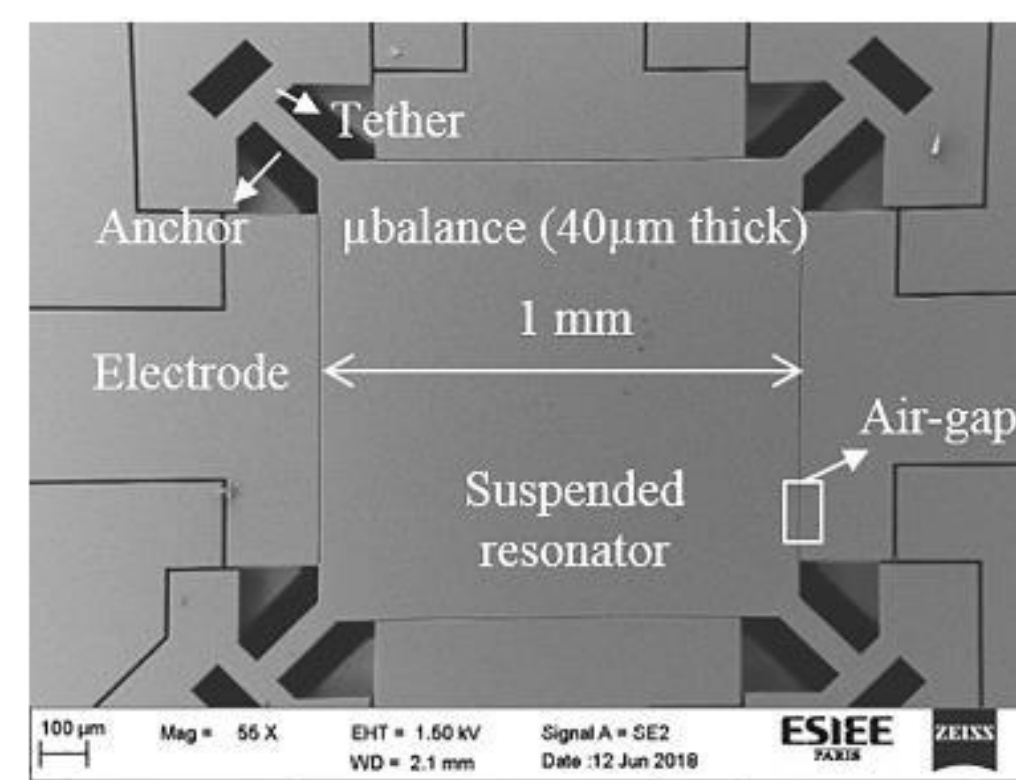 Tether
Anchor
μbalance (40μm thick)
1 mm
Electrode
Air-gap
Suspended
resonator
100 μm
Mag = 55 X
EHT = 1.50 kV
WD = 2.1 mm
Signal A = SE2
Date :12 Jun 2018
ESIEE
PARIS
ZEISS